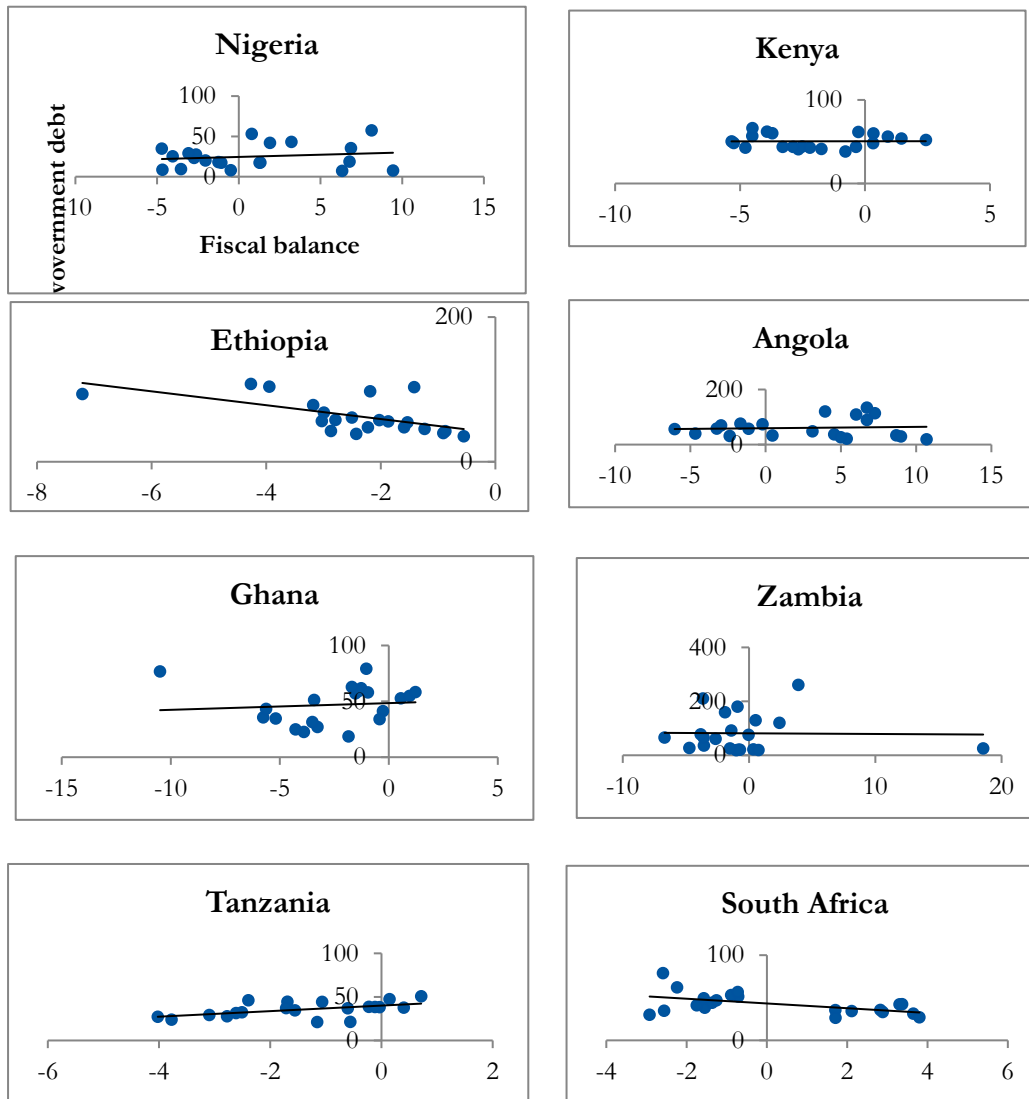 Nigeria
100
50
0
-10 -5 0 5 10 15
vovernment debt
Fiscal balance
Kenya
100
0
-10 -5 0 5
Ethiopia
200
0
-8 -6 -4 -2 0
Angola
200
0
-10 -5 0 5 10 15
Ghana
100
50
0
-15 -10 -5 0 5
Zambia
400
200
0
-10 0 10 20
Tanzania
100
50
0
-6 -4 -2 0 2
South Africa
100
50
0
-4 -2 0 2 4 6